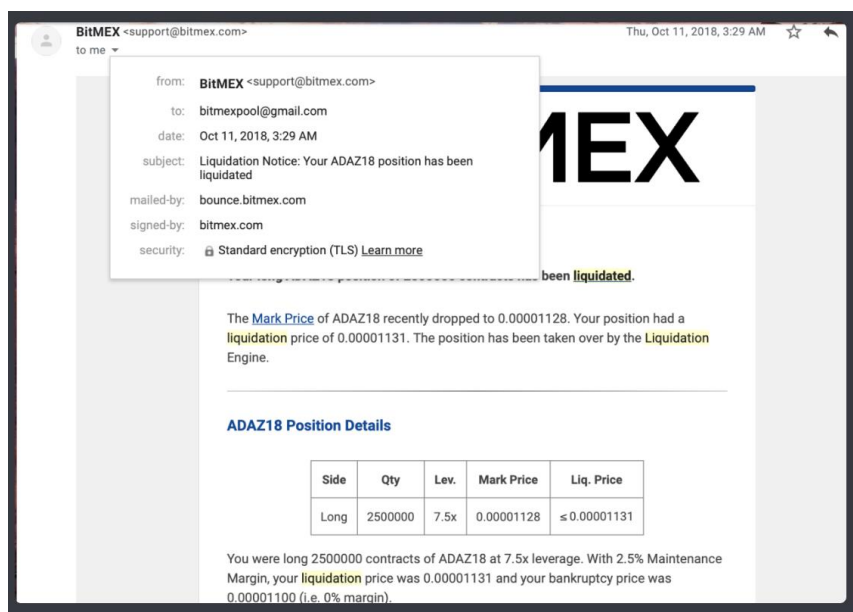 BitMEX <support@bitmex.com> Thu, Oct 11, 2018, 3:29 AM
to me
from: BitMEX <support@bitmex.com>
to: bitmexpool@gmail.com
date: Oct 11, 2018, 3:29 AM
subject: Liquidation Notice: Your ADAZ18 position has been
liquidated
mailed-by: bounce.bitmex.com
signed-by: bitmex.com
security: Standard encryption (TLS) Learn more
MEX
been liquidated.
The Mark Price of ADAZ18 recently dropped to 0.00001128. Your position had a
liquidation price of 0.00001131. The position has been taken over by the Liquidation
Engine.
ADAZ18 Position Details
Side Qty Lev. Mark Price Liq. Price
Long 2500000 7.5x 0.00001128 ≤ 0.00001131
You were long 2500000 contracts of ADAZ18 at 7.5x leverage. With 2.5% Maintenance
Margin, your liquidation price was 0.00001131 and your bankruptcy price was
0.00001100 (i.e. 0% margin).